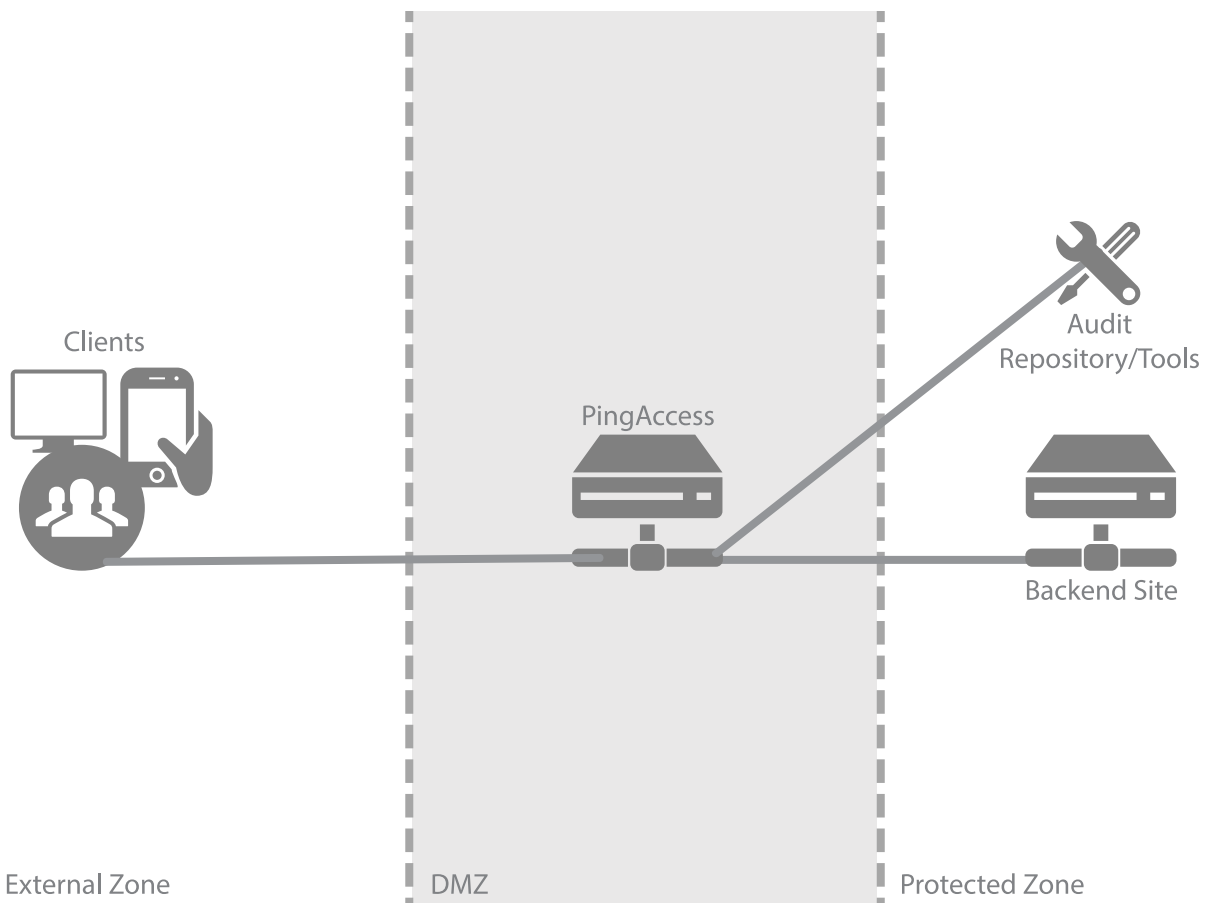 Clients
PingAccess
Audit
Repository/Tools
Backend Site
External Zone
DMZ
Protected Zone